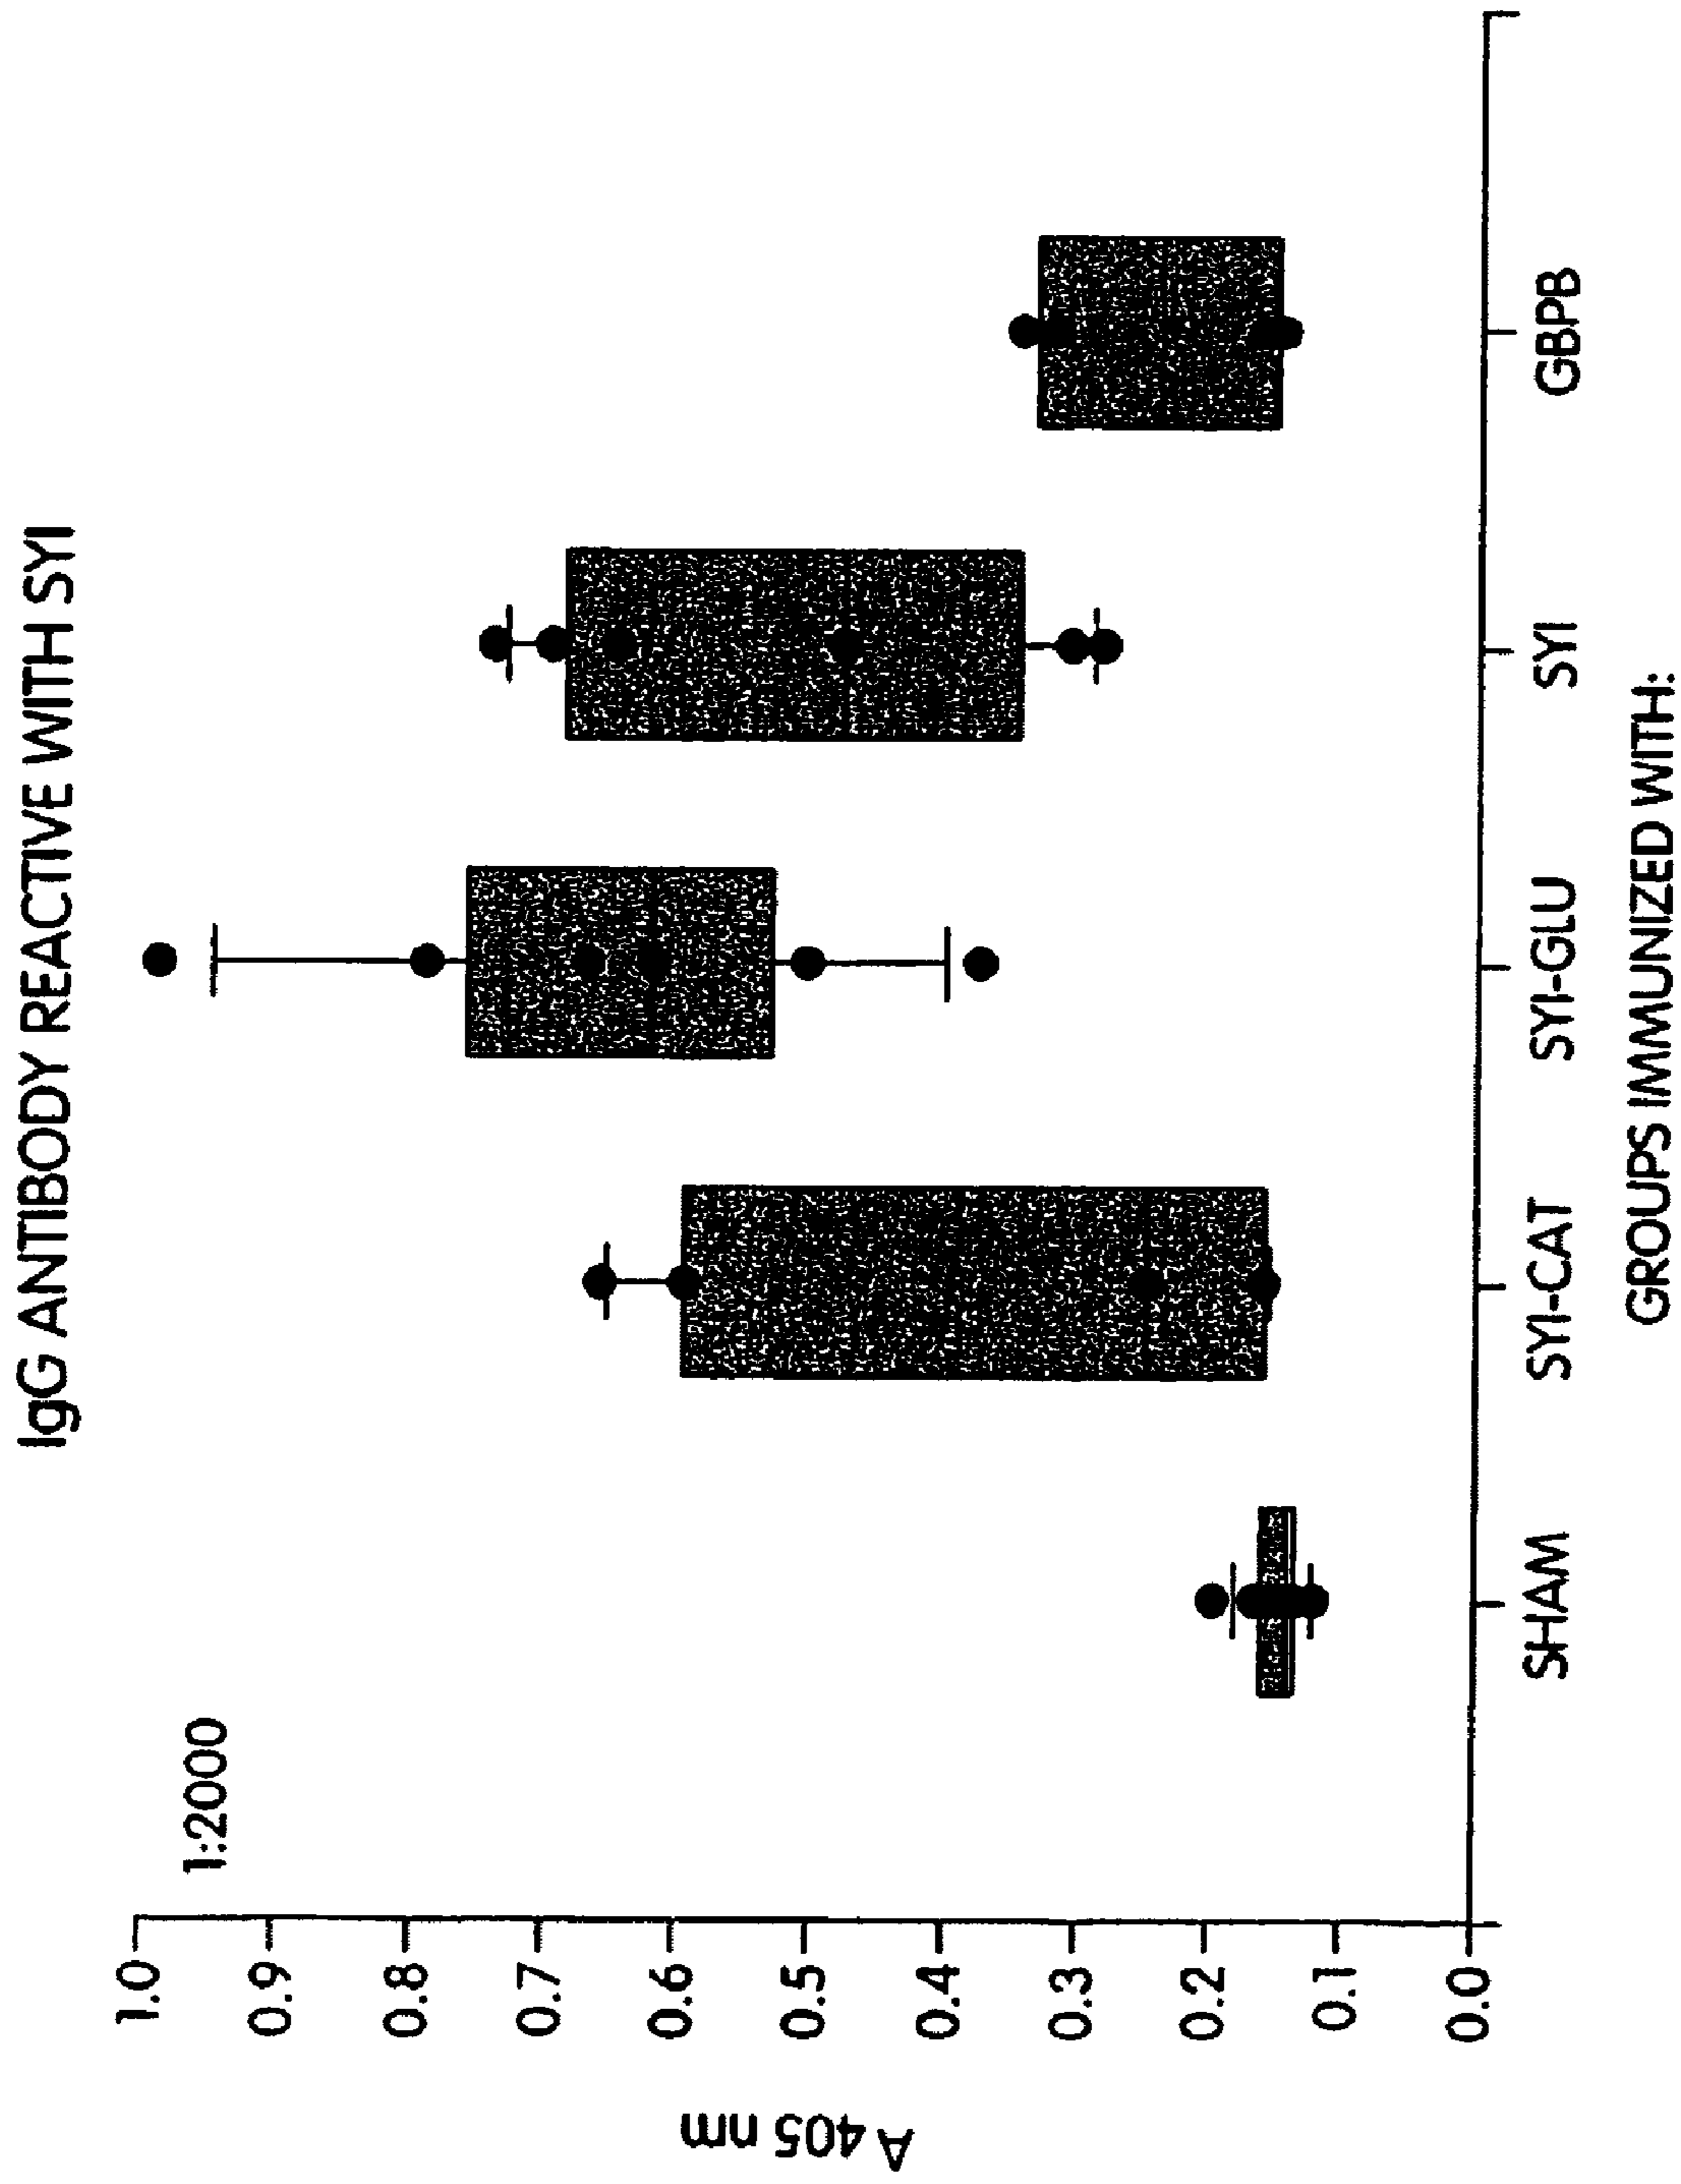 IgG ANTIBODY REACTIVE WITH SYI
1:2000
1.0
0.9
0.8
0.7
0.6
0.5
0.4
0.3
0.2
0.1
0.0
A 405 nm
SHAM
SYI-CAT
SYI-GLU
SYI
GBPB
GROUPS IMMUNIZED WITH: